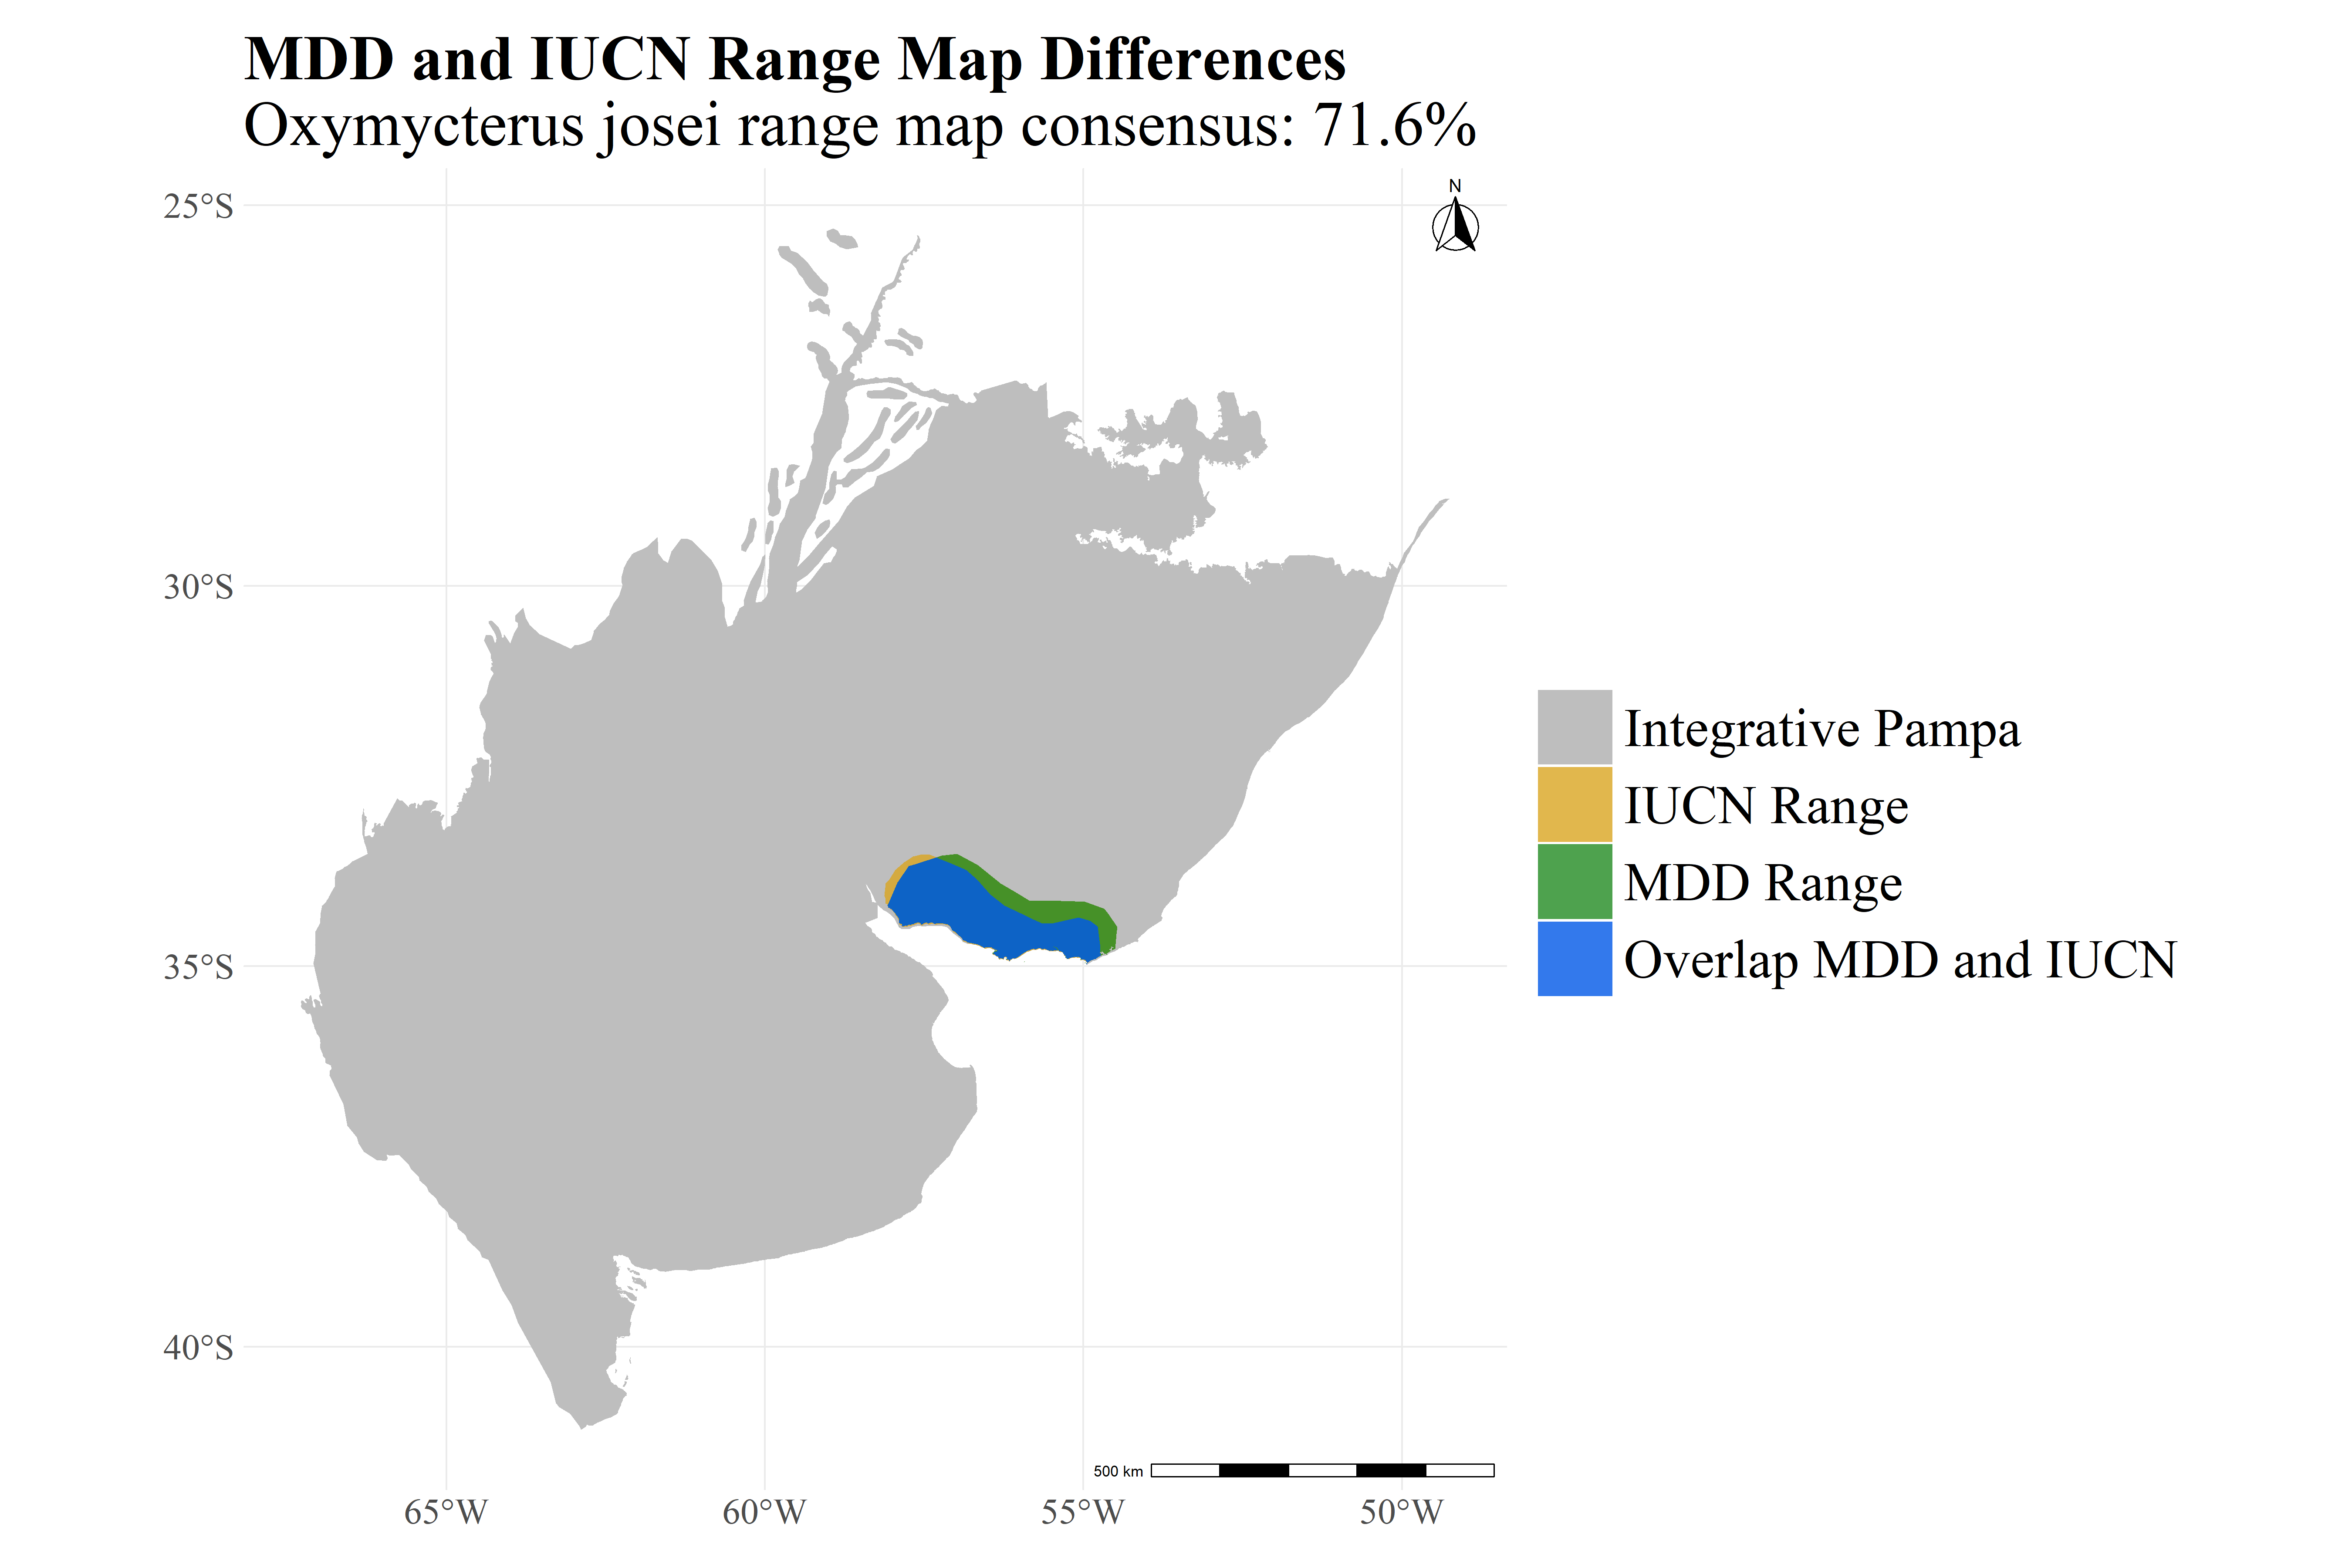 MDD and IUCN Range Map Differences
Oxymycterus josei range map consensus: 71.6%
N
25°S
30°S
35°S
40°S
65°W
60°W
55°W
50°W
500 km
Integrative Pampa
IUCN Range
MDD Range
Overlap MDD and IUCN